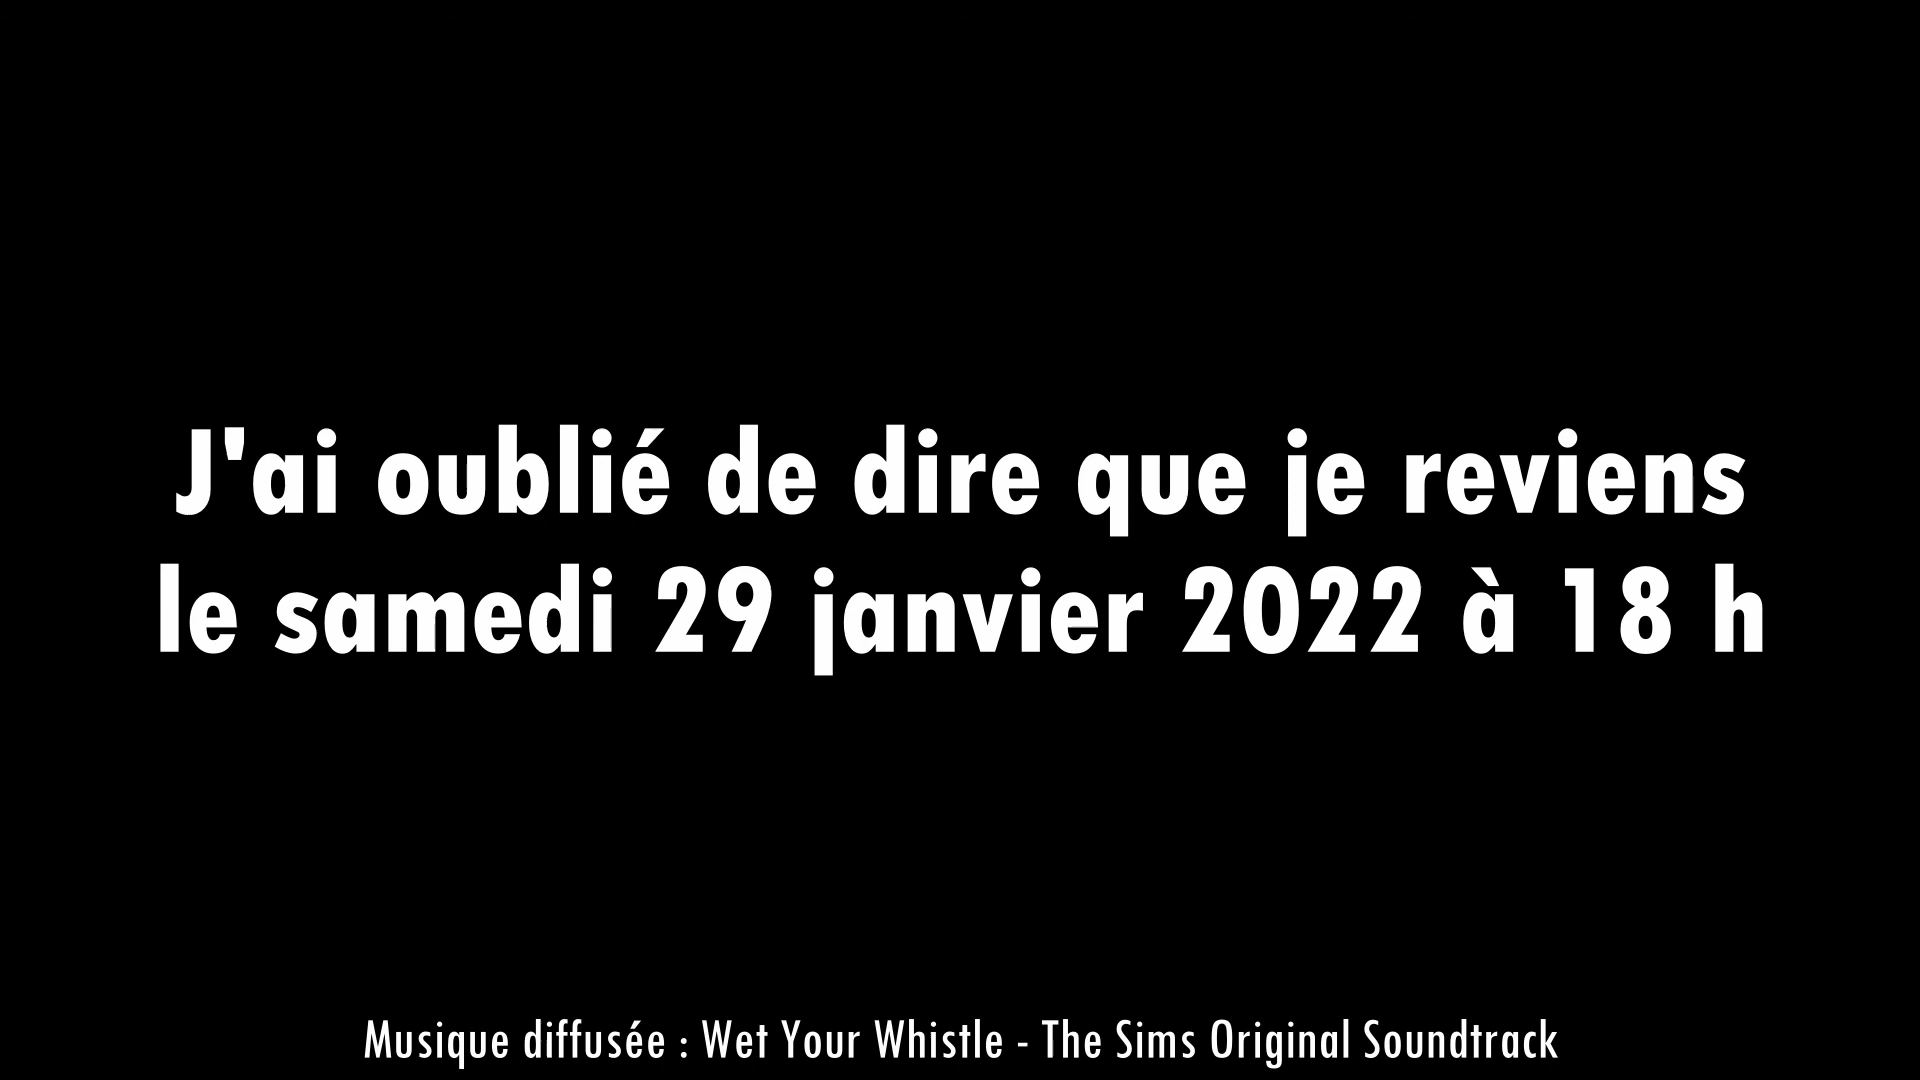 J'ai oublié de dire que je reviens
le samedi 29 janvier 2022 à 18 h
Musique diffusée : Wet Your Whistle - The Sims Original Soundtrack